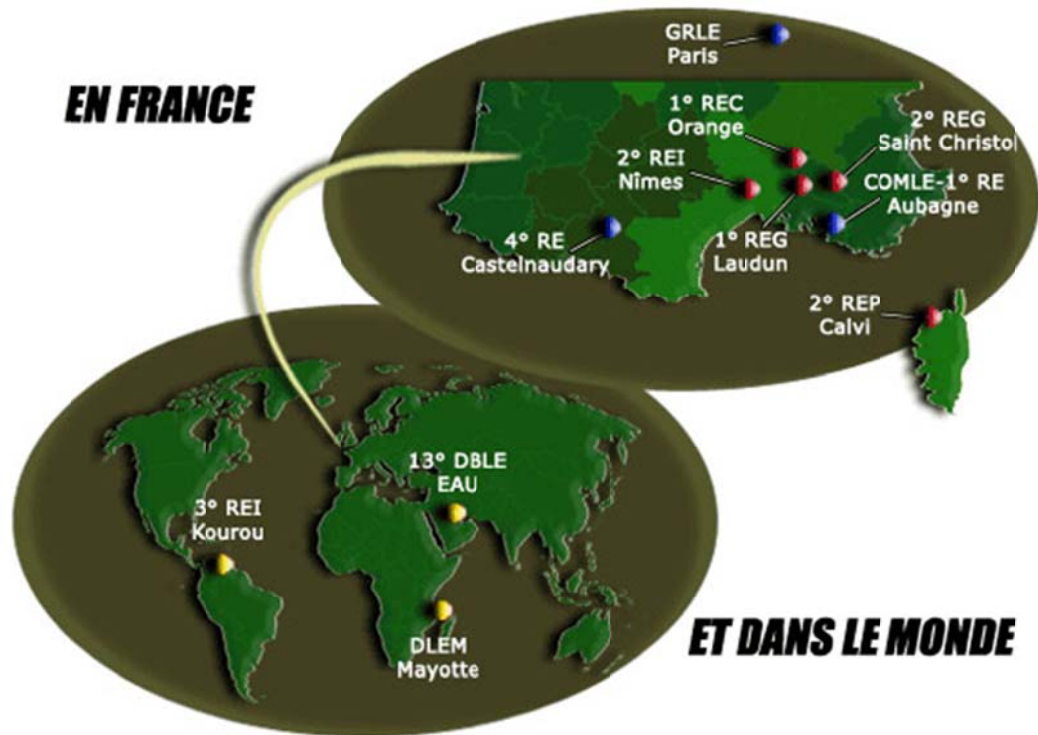 EN FRANCE
GRLE
Paris
1° REC
Orange
2° REG
Saint Christol
2° REI
Nîmes
COMLE-1° RE
Aubagne
4° RE
Castelnaudary
1° REG
Laudun
2° REP
Calvi
13° DBLE
EAU
3° REI
Kourou
DLEM
Mayotte
ET DANS LE MONDE